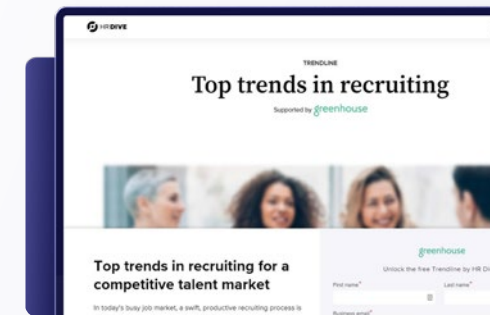 HRDIVE
TRENDLINE
Top trends in recruiting
Supported by greenhouse
Top trends in recruiting for a
competitive talent market
In today's busy job market, a swift, productive recruiting process is
greenhouse
Unlock the free Trendline by HR Di
First name*
Last name*
Business email*